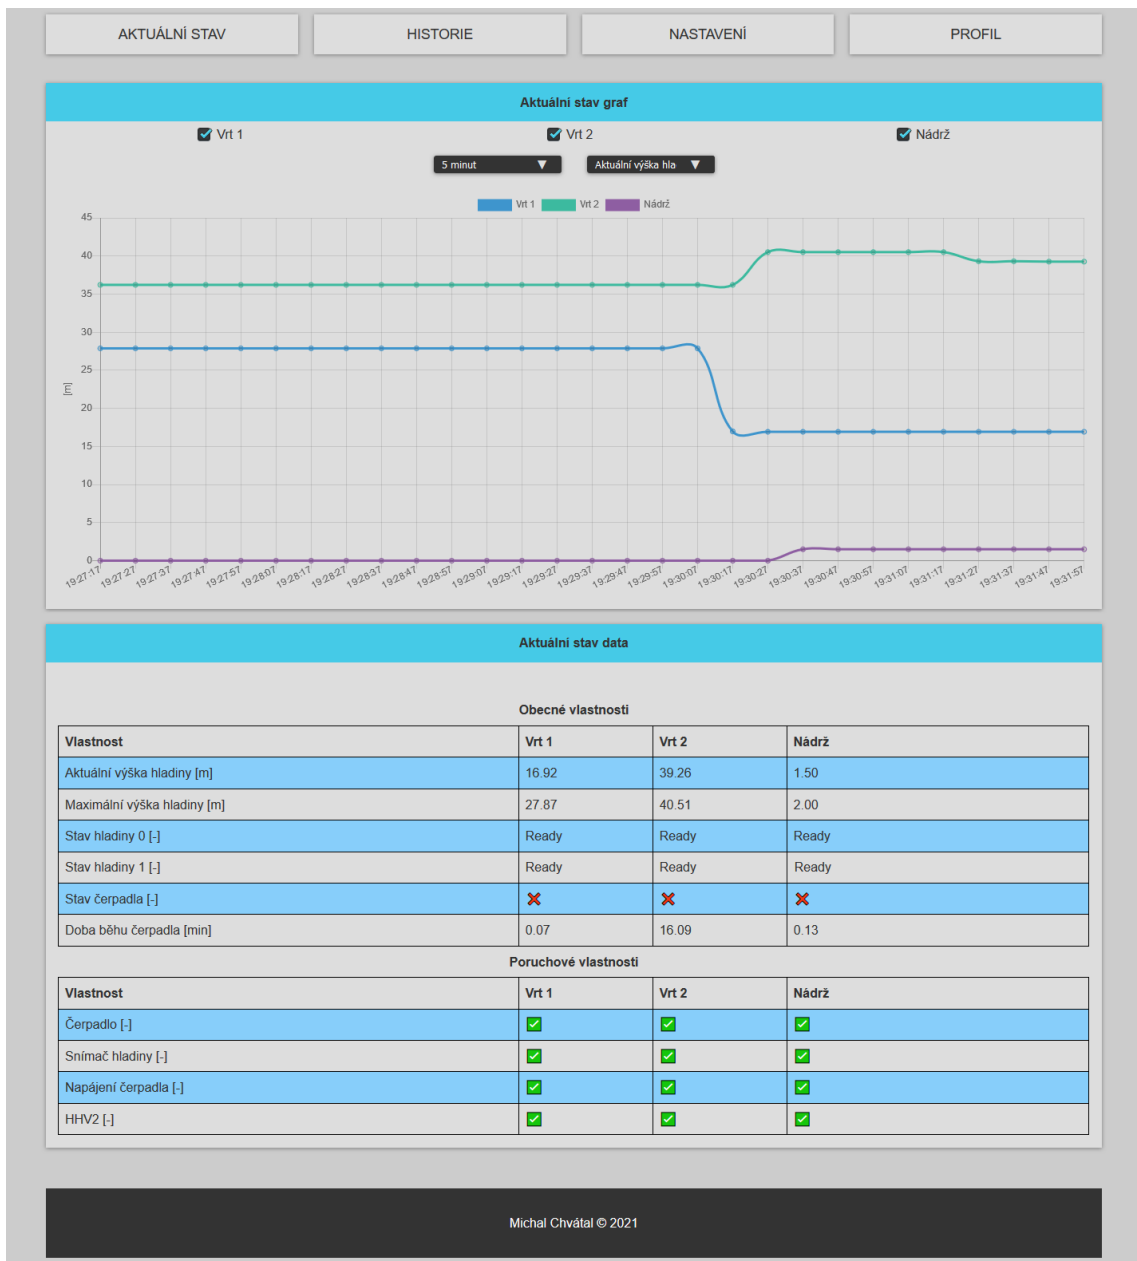 AKTUÁLNÍ STAV HISTORIE NASTAVENÍ PROFIL
Aktuální stav graf
Vrt 1 Vrt 2 Nádrž
5 minut Aktuální výška hla
Vrt 1 Vrt 2 Nádrž
45
40
35
30
25
[m]
20
15
10
5
0
19:27:17 19:27:27 19:27:37 19:27:47 19:27:57 19:28:07 19:28:17 19:28:27 19:28:37 19:28:47 19:28:57 19:29:07 19:29:17 19:29:27 19:29:37 19:29:47 19:29:57 19:30:07 19:30:17 19:30:27 19:30:37 19:30:47 19:30:57 19:31:07 19:31:17 19:31:27 19:31:37 19:31:47 19:31:57
Aktuální stav data
Obecné vlastnosti
Vlastnost Vrt 1 Vrt 2 Nádrž
Aktuální výška hladiny [m] 16.92 39.26 1.50
Maximální výška hladiny [m] 27.87 40.51 2.00
Stav hladiny 0 [-] Ready Ready Ready
Stav hladiny 1 [-] Ready Ready Ready
Stav čerpadla [-]
Doba běhu čerpadla [min] 0.07 16.09 0.13
Poruchové vlastnosti
Vlastnost Vrt 1 Vrt 2 Nádrž
Čerpadlo [-]
Snímač hladiny [-]
Napájení čerpadla [-]
HHV2 [-]
Michal Chvátal © 2021